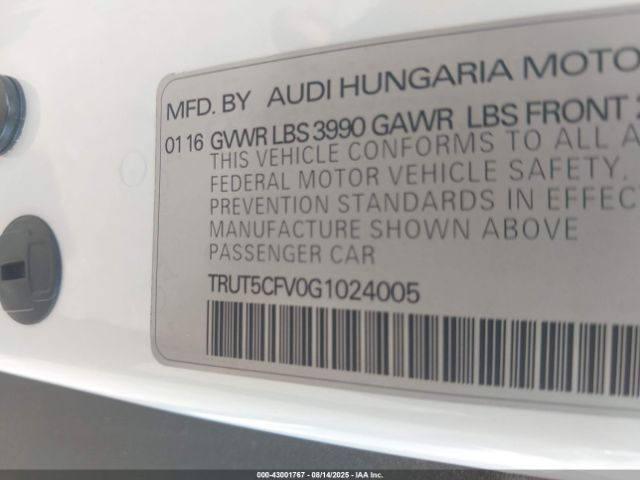 MFD. BY AUDI HUNGARIA MOTO
01 16 GVWR LBS 3990 GAWR LBS FRONT 2
THIS VEHICLE CONFORMS TO ALL A
FEDERAL MOTOR VEHICLE SAFETY,
PREVENTION STANDARDS IN EFFEC
MANUFACTURE SHOWN ABOVE
PASSENGER CAR
TRUT5CFV0G1024005
000-43001767 - 08/14/2025 - IAA Inc.